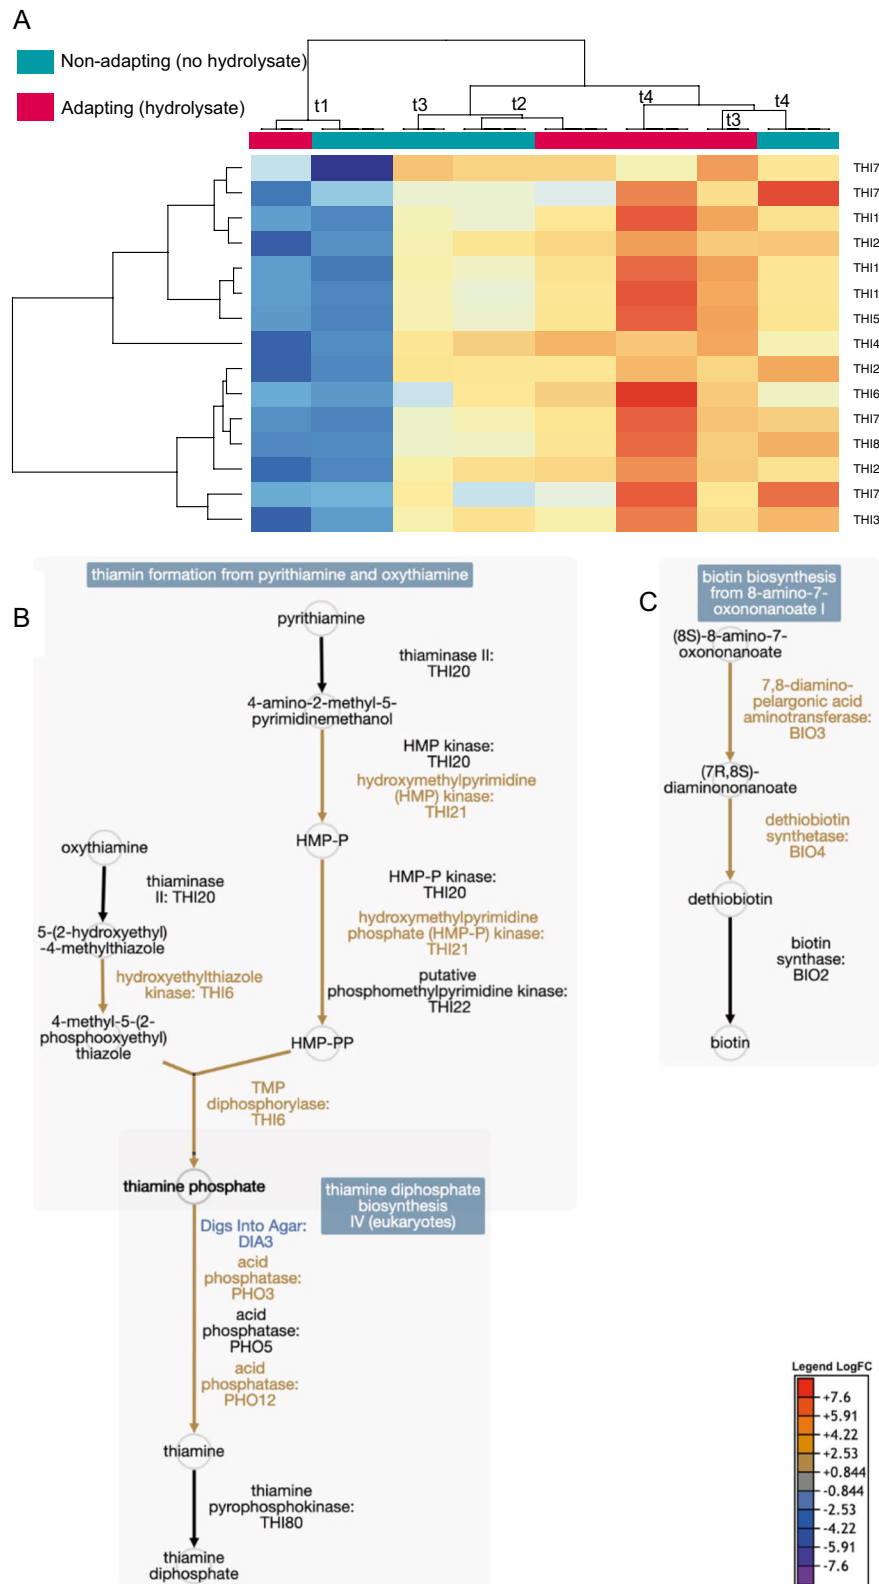 A
Non-adapting (no hydrolysate)
Adapting (hydrolysate)
t1
t3
t2
t4
t3
t4
THI7
THI7
THI1
THI2
THI1
THI1
THI5
THI4
THI2
THI6
THI7
THI8
THI2
THI7
THI3
B
thiamin formation from pyrithiamine and oxythiamine
pyrithiamine
thiaminase II:
THI20
4-amino-2-methyl-5-
pyrimidinemethanol
HMP kinase:
THI20
hydroxymethylpyrimidine
(HMP) kinase:
THI21
HMP-P
oxythiamine
thiaminase
II: THI20
HMP-P kinase:
THI20
hydroxymethylpyrimidine
phosphate (HMP-P) kinase:
THI21
putative
phosphomethylpyrimidine kinase:
THI22
5-(2-hydroxyethyl)
-4-methylthiazole
hydroxyethylthiazole
kinase: THI6
4-methyl-5-(2-
phosphooxyethyl)
thiazole
HMP-PP
TMP
diphosphorylase:
THI6
thiamine phosphate
thiamine diphosphate
biosynthesis
IV (eukaryotes)
Digs Into Agar:
DIA3
acid
phosphatase:
PHO3
acid
phosphatase:
PHO5
acid
phosphatase:
PHO12
thiamine
thiamine
pyrophosphokinase:
THI80
thiamine
diphosphate
C
biotin biosynthesis
from 8-amino-7-
oxononanoate I
(8S)-8-amino-7-
oxononanoate
7,8-diamino-
pelargonic acid
aminotransferase:
BIO3
(7R,8S)-
diaminononanoate
dethiobiotin
synthetase:
BIO4
dethiobiotin
biotin
synthase:
BIO2
biotin
Legend LogFC
+7.6
+5.91
+4.22
+2.53
+0.844
-0.844
-2.53
-4.22
-5.91
-7.6